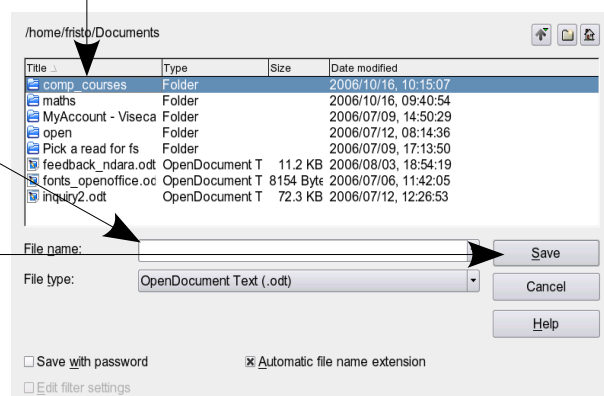 /home/fristo/Documents
Title Type Size Date modified
comp_courses Folder 2006/10/16, 10:15:07
maths Folder 2006/10/16, 09:40:54
MyAccount - Viseca Folder 2006/07/09, 14:50:29
open Folder 2006/07/12, 08:14:36
Pick a read for fs Folder 2006/07/09, 17:13:50
feedback_ndara.odt OpenDocument T 11.2 KB 2006/08/03, 18:54:19
fonts_openoffice.od OpenDocument T 8154 Byte 2006/07/06, 11:42:05
inquiry2.odt OpenDocument T 72.3 KB 2006/07/12, 12:26:53
File name: Save
File type: OpenDocument Text (.odt) Cancel
Help
Save with password Automatic file name extension
Edit filter settings